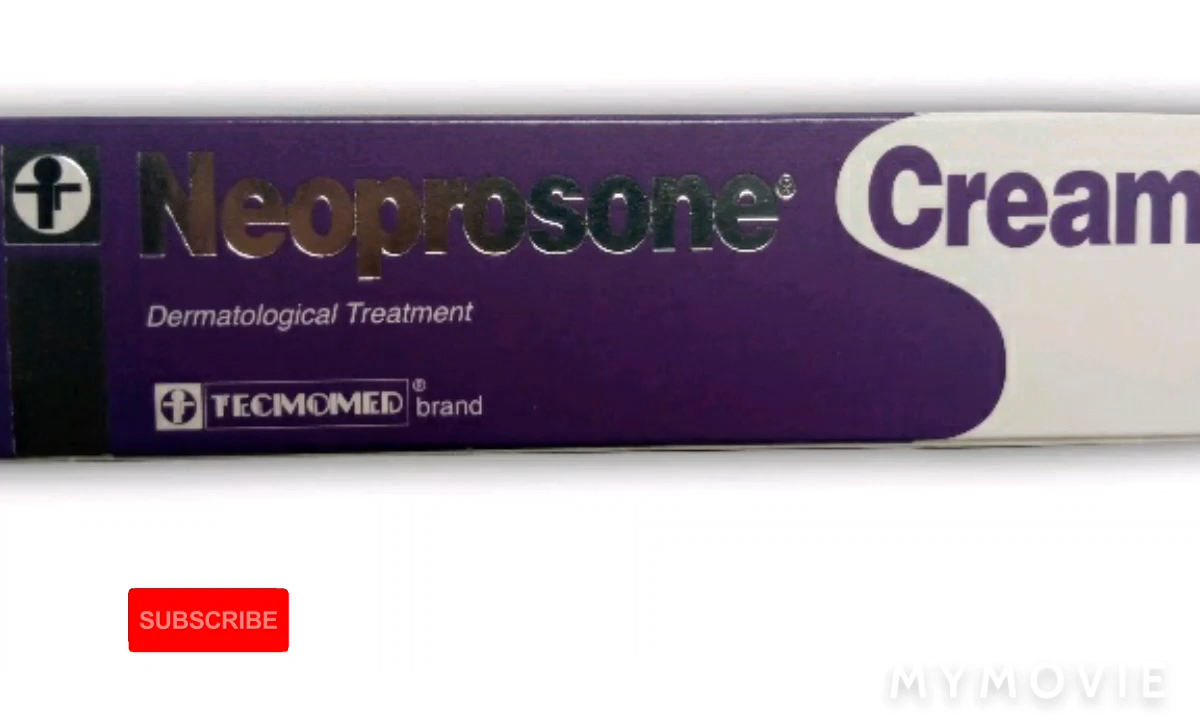 Neoprosone® Cream
Dermatological Treatment
TECMOMED® brand
SUBSCRIBE
MYMOVIE